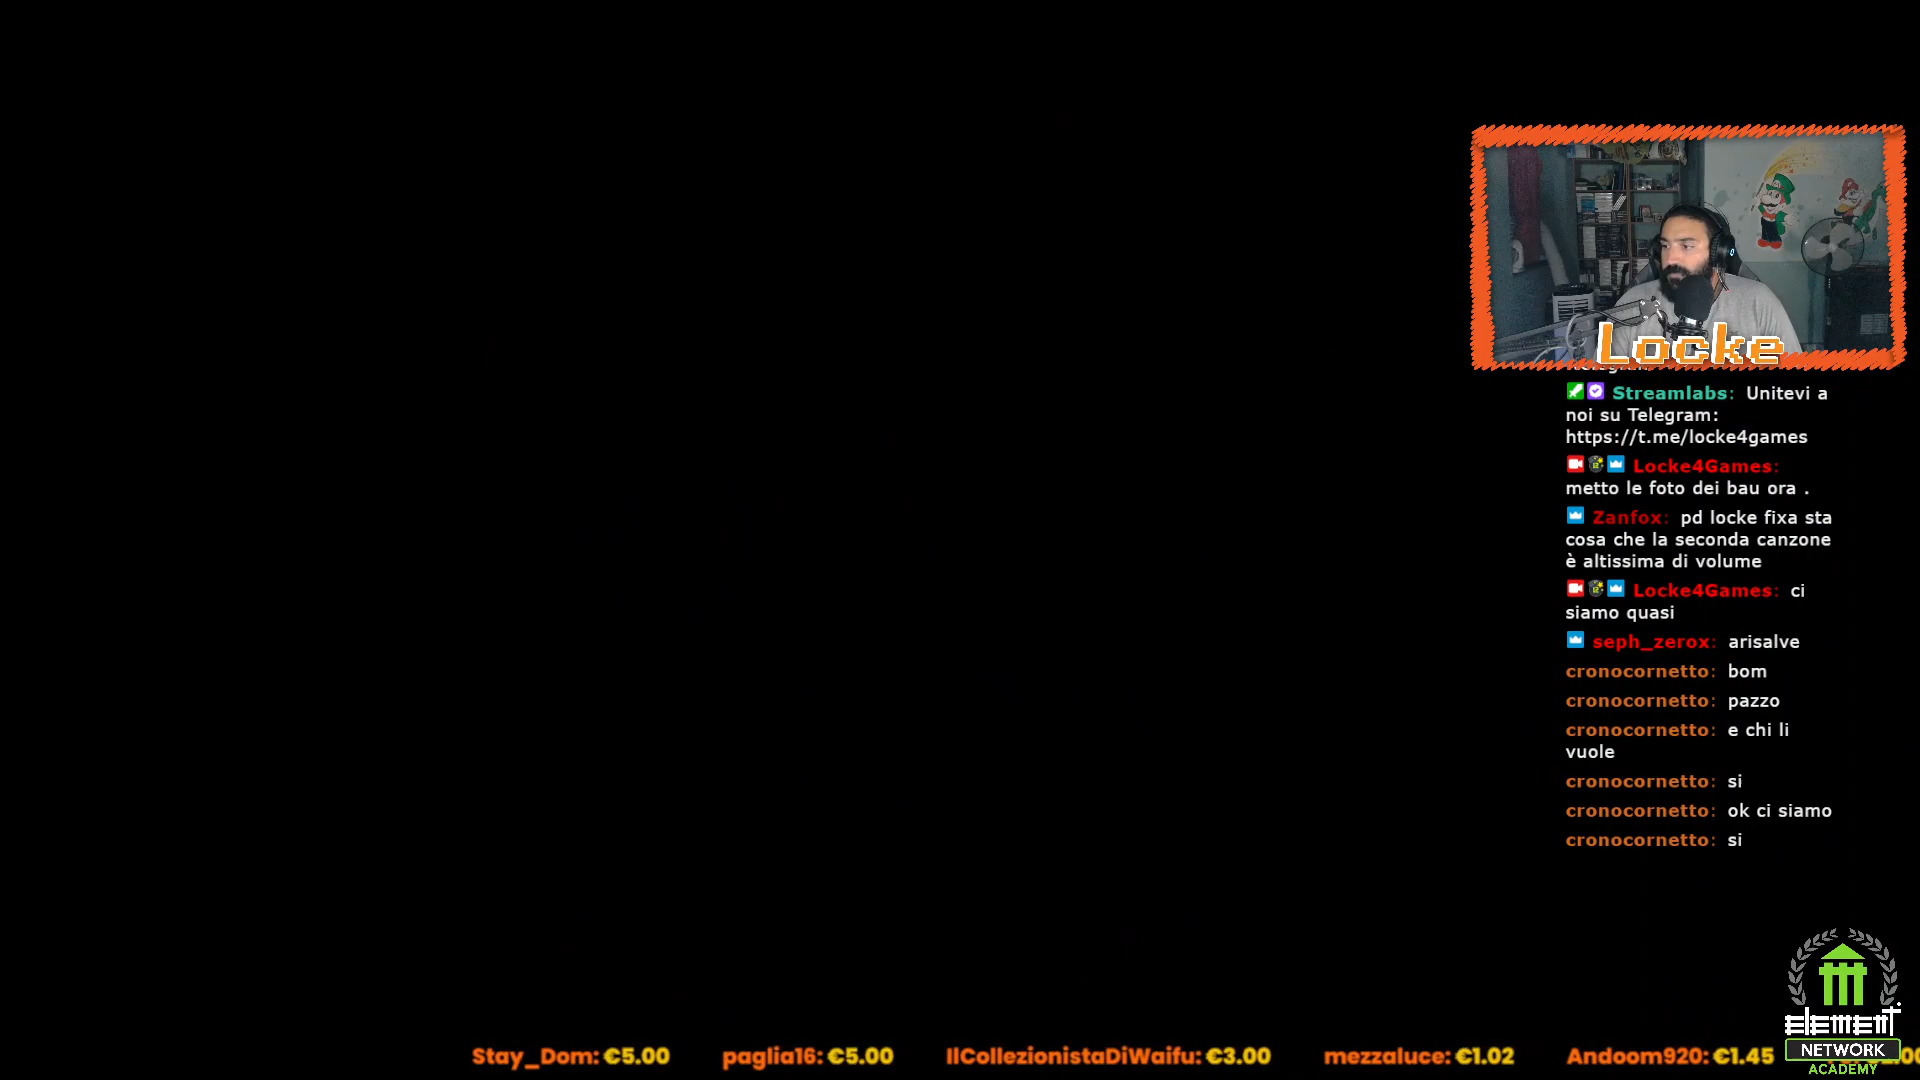 Locke
Streamlabs: Unitevi a
noi su Telegram:
https://t.me/locke4games
Locke4Games:
metto le foto dei bau ora .
Zanfox: pd locke fixa sta
cosa che la seconda canzone
è altissima di volume
Locke4Games: ci
siamo quasi
seph_zerox: arisalve
cronocornetto: bom
cronocornetto: pazzo
cronocornetto: e chi li
vuole
cronocornetto: si
cronocornetto: ok ci siamo
cronocornetto: si
element
NETWORK
ACADEMY
Stay_Dom: €5.00 paglia16: €5.00 IlCollezionistaDiWaifu: €3.00 mezzaluce: €1.02 Andoom920: €1.45